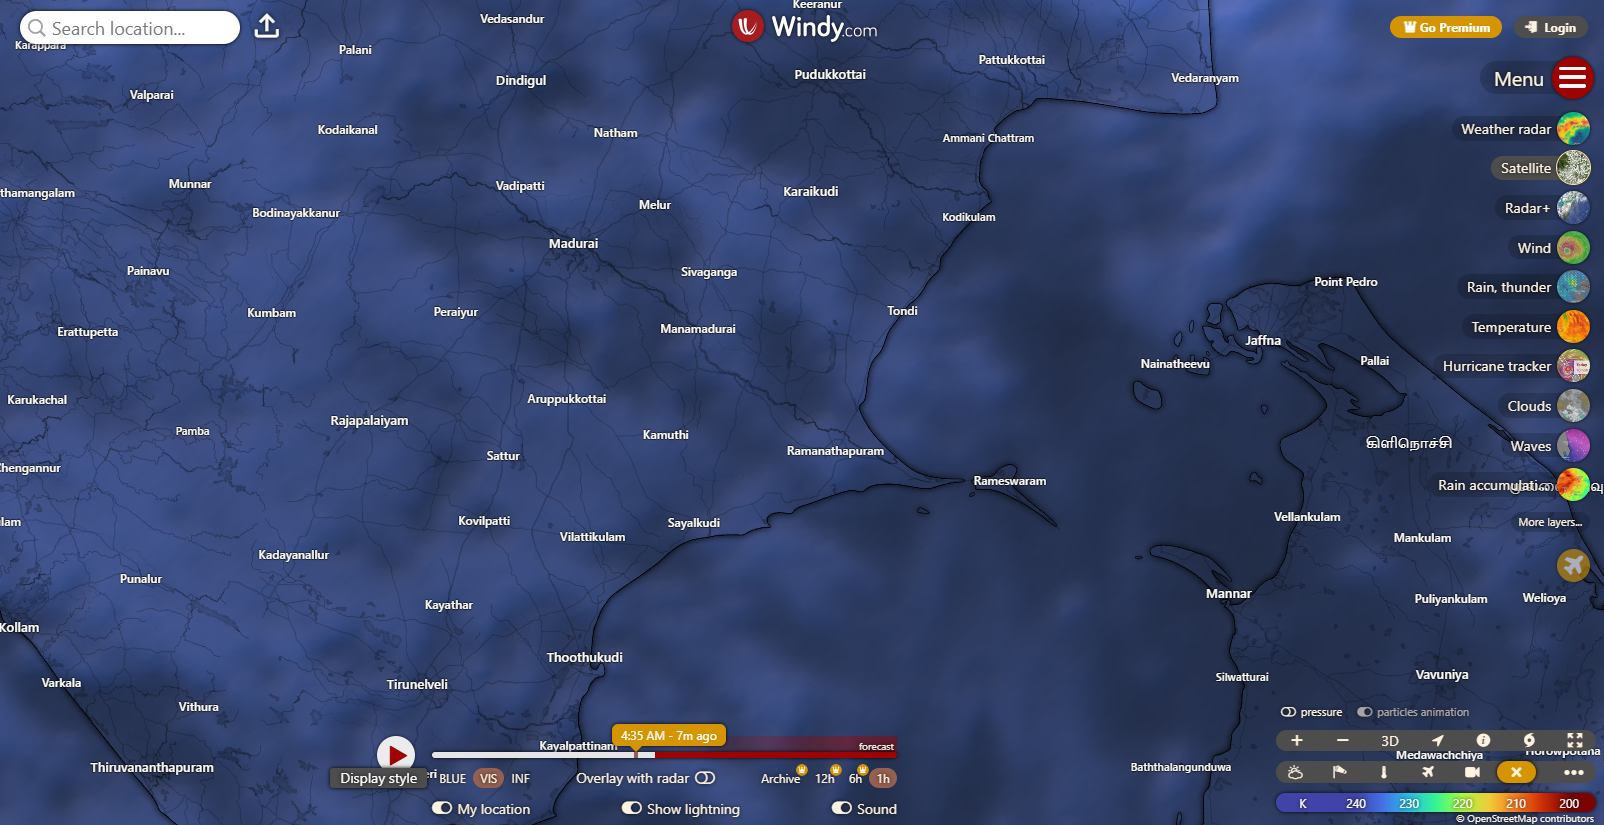 Search location...
Windy.com
Go Premium
Login
Menu
Weather radar
Satellite
Radar+
Wind
Rain, thunder
Temperature
Hurricane tracker
Clouds
Waves
Rain accumulati...
More layers...
Keeranur
Vedasandur
Karappara
Palani
Pattukkottai
Dindigul
Pudukkottai
Vedaranyam
Valparai
Kodaikanal
Natham
Ammani Chattram
Munnar
Vadipatti
Karaikudi
thamangalam
Bodinayakkanur
Melur
Kodikulam
Madurai
Painavu
Sivaganga
Point Pedro
Kumbam
Peraiyur
Tondi
Erattupetta
Manamadurai
Jaffna
Nainatheevu
Pallai
Karukachal
Aruppukkottai
Rajapalaiyam
Pamba
Kamuthi
கிளிநொச்சி
Sattur
Ramanathapuram
Chengannur
Rameswaram
lam
Kovilpatti
Sayalkudi
Vellankulam
Vilattikulam
Mankulam
Kadayanallur
Punalur
Mannar
Puliyankulam
Welioya
Kayathar
Kollam
Thoothukudi
Vavuniya
Silwatturai
Varkala
Tirunelveli
Vithura
pressure
particles animation
4:35 AM - 7m ago
Kayalpattinam
forecast
3D
Medawachchiya
Horowpotana
Thiruvananthapuram
Baththalangunduwa
Display style
eri
BLUE
VIS
INF
Overlay with radar
Archive
12h
6h
1h
My location
Show lightning
Sound
K 240 230 220 210 200
© OpenStreetMap contributors